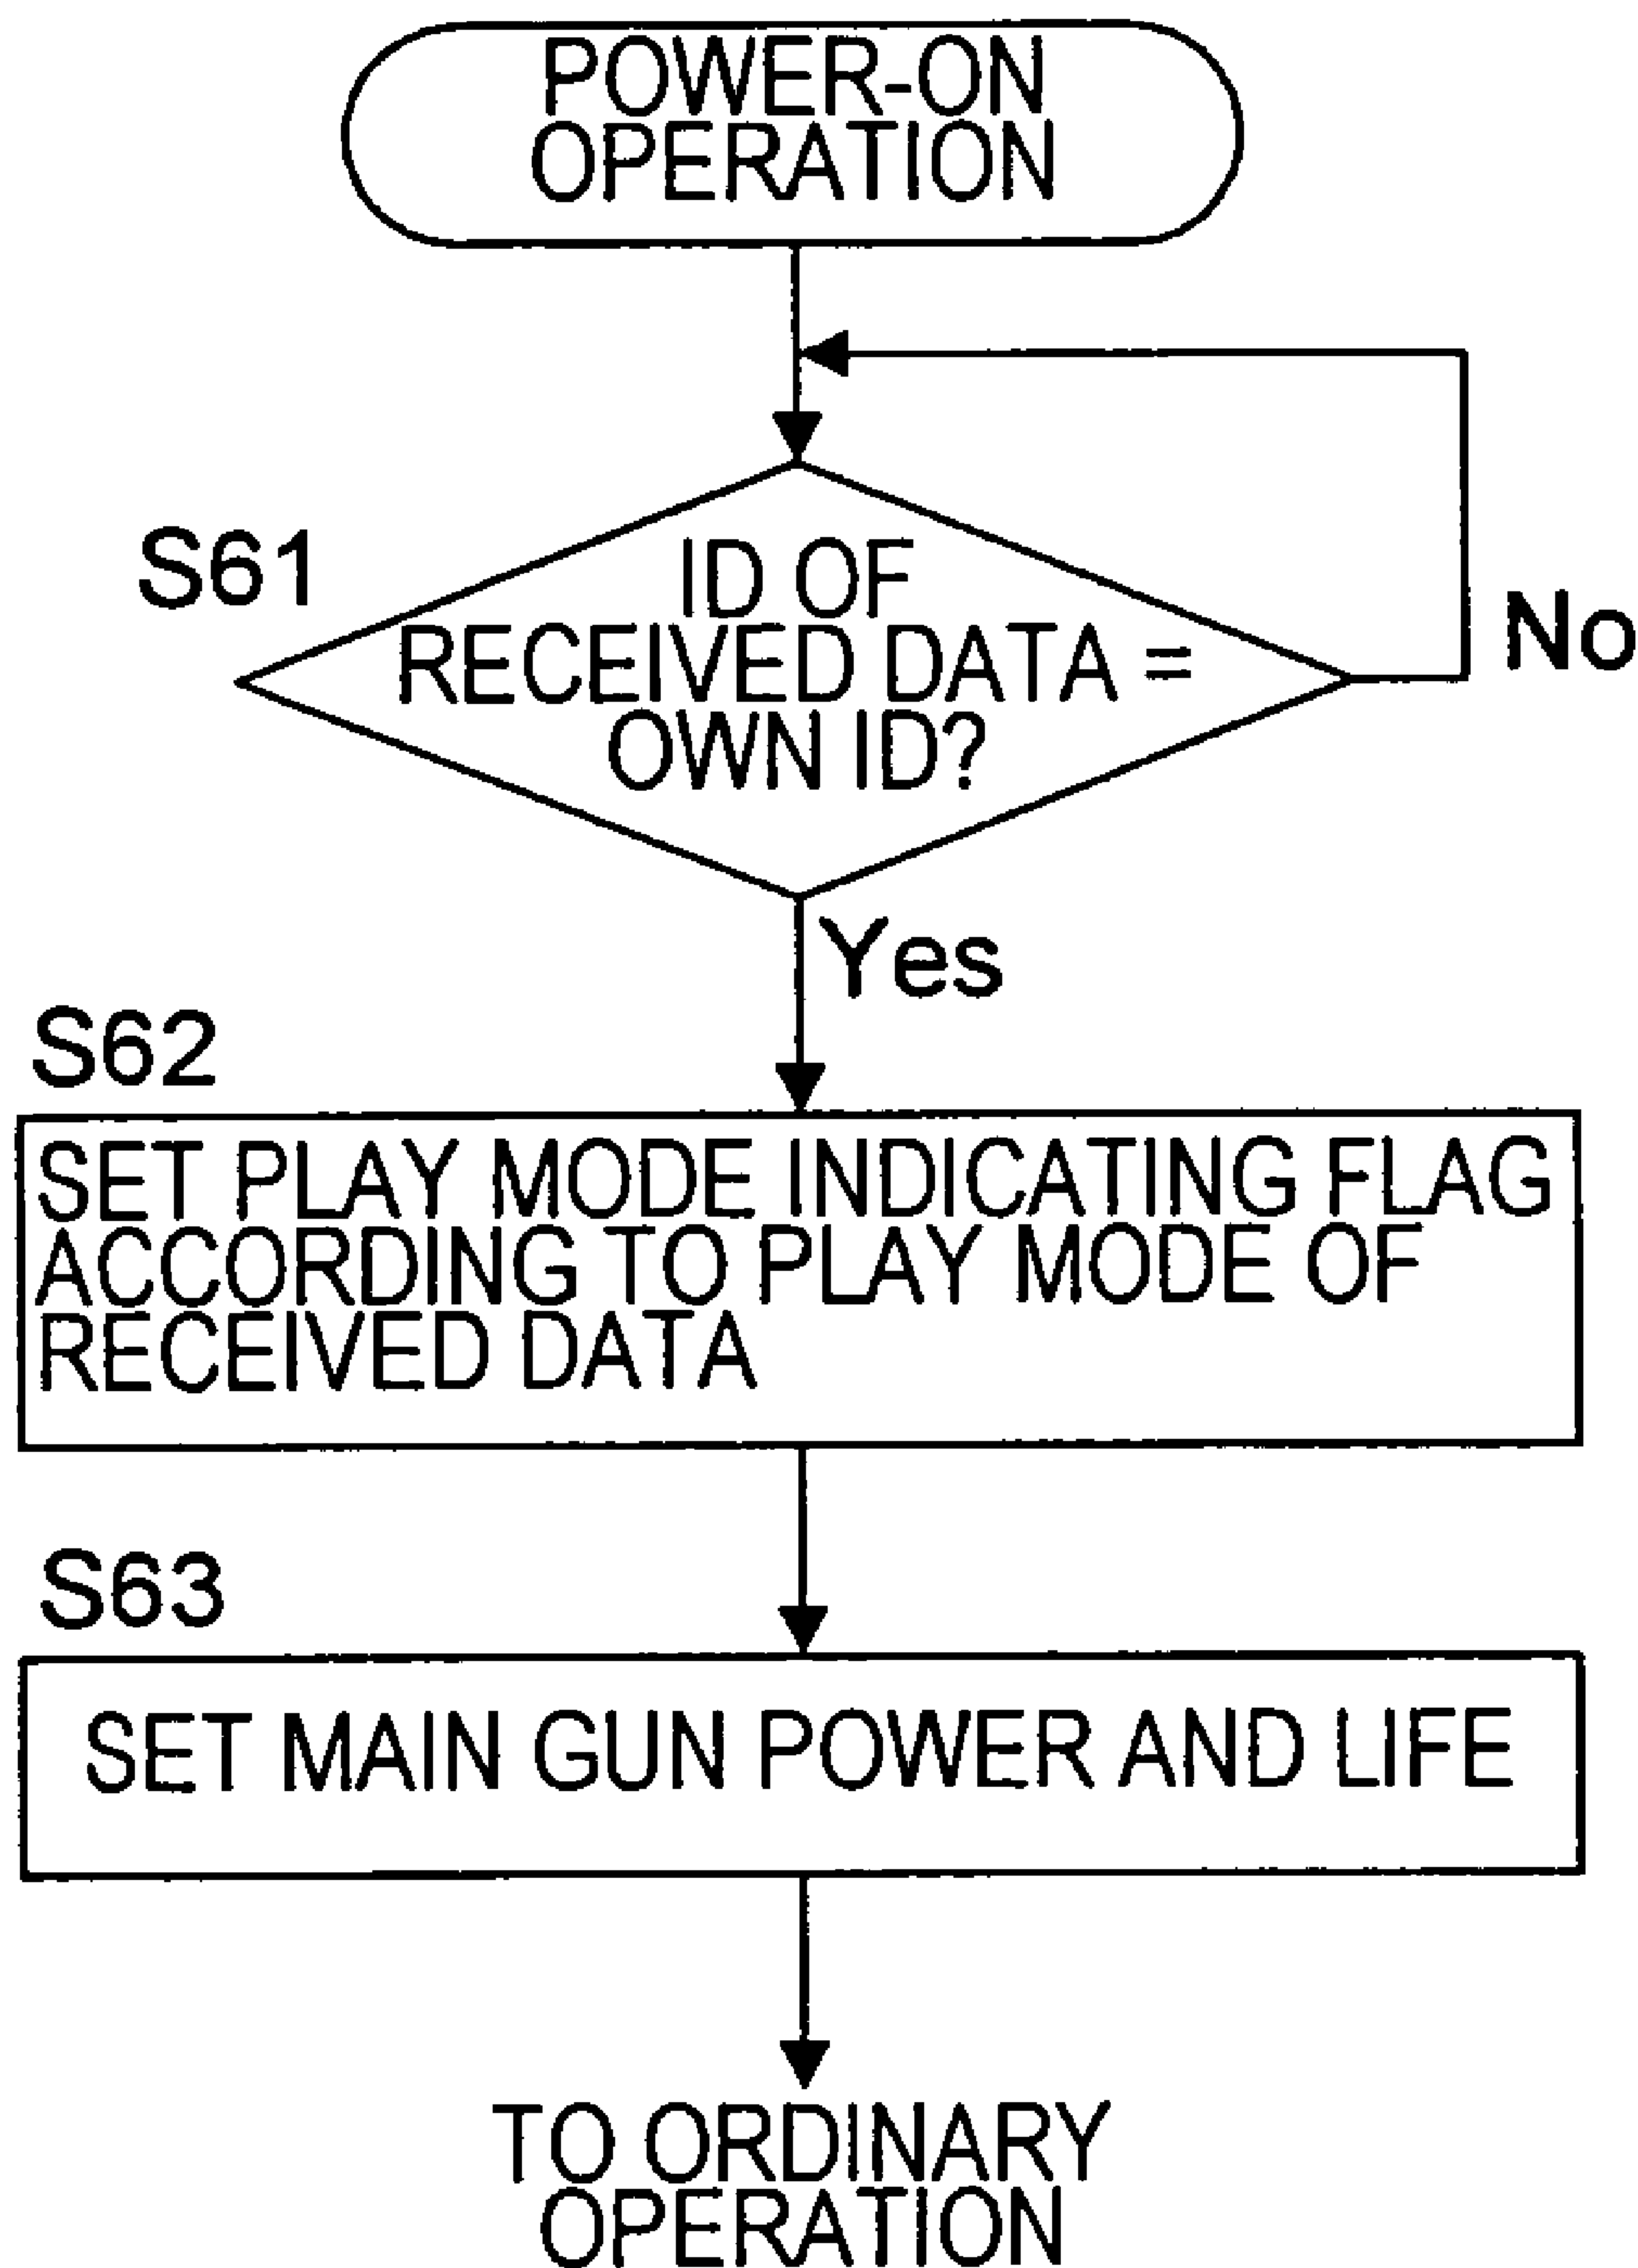 POWER-ON
OPERATION
S61
ID OF
RECEIVED DATA =
OWN ID?
No
Yes
S62
SET PLAY MODE INDICATING FLAG
ACCORDING TO PLAY MODE OF
RECEIVED DATA
S63
SET MAIN GUN POWER AND LIFE
TO ORDINARY
OPERATION